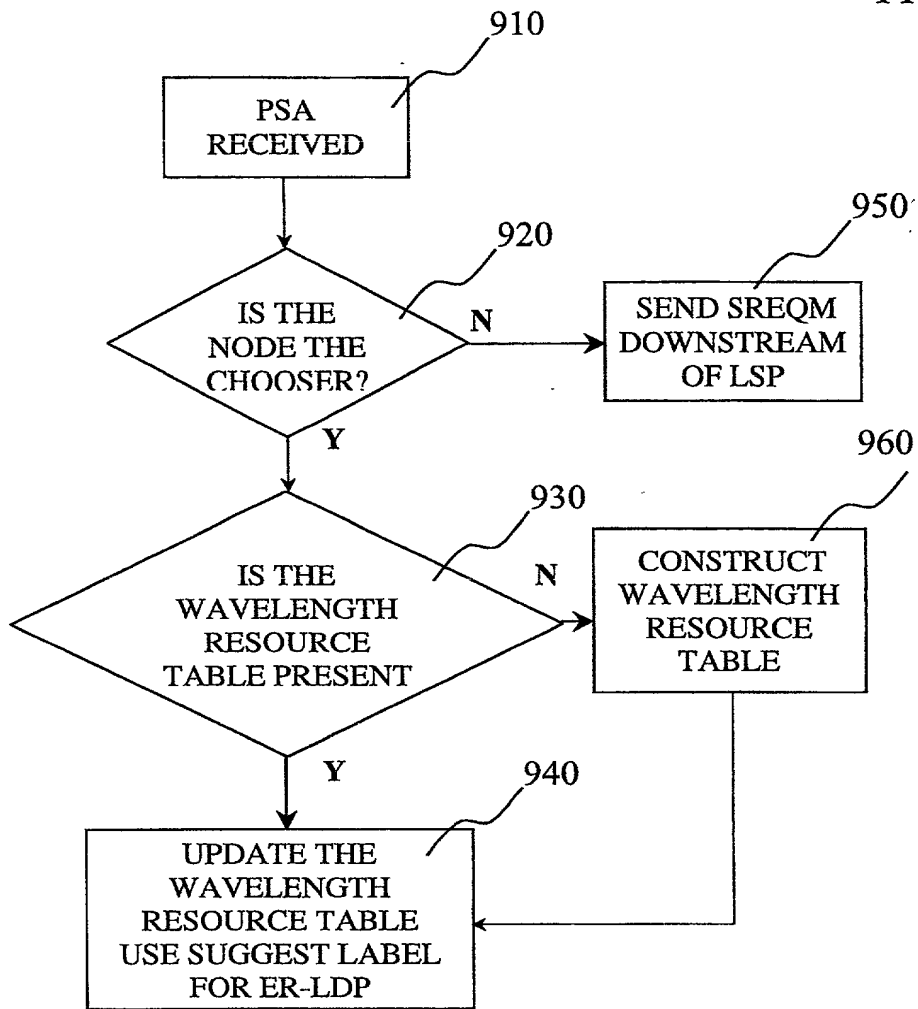 910
PSA
RECEIVED
920
IS THE
NODE THE
CHOOSER?
N
950
SEND SREQM
DOWNSTREAM
OF LSP
Y
930
IS THE
WAVELENGTH
RESOURCE
TABLE PRESENT
N
960
CONSTRUCT
WAVELENGTH
RESOURCE
TABLE
Y
940
UPDATE THE
WAVELENGTH
RESOURCE TABLE
USE SUGGEST LABEL
FOR ER-LDP